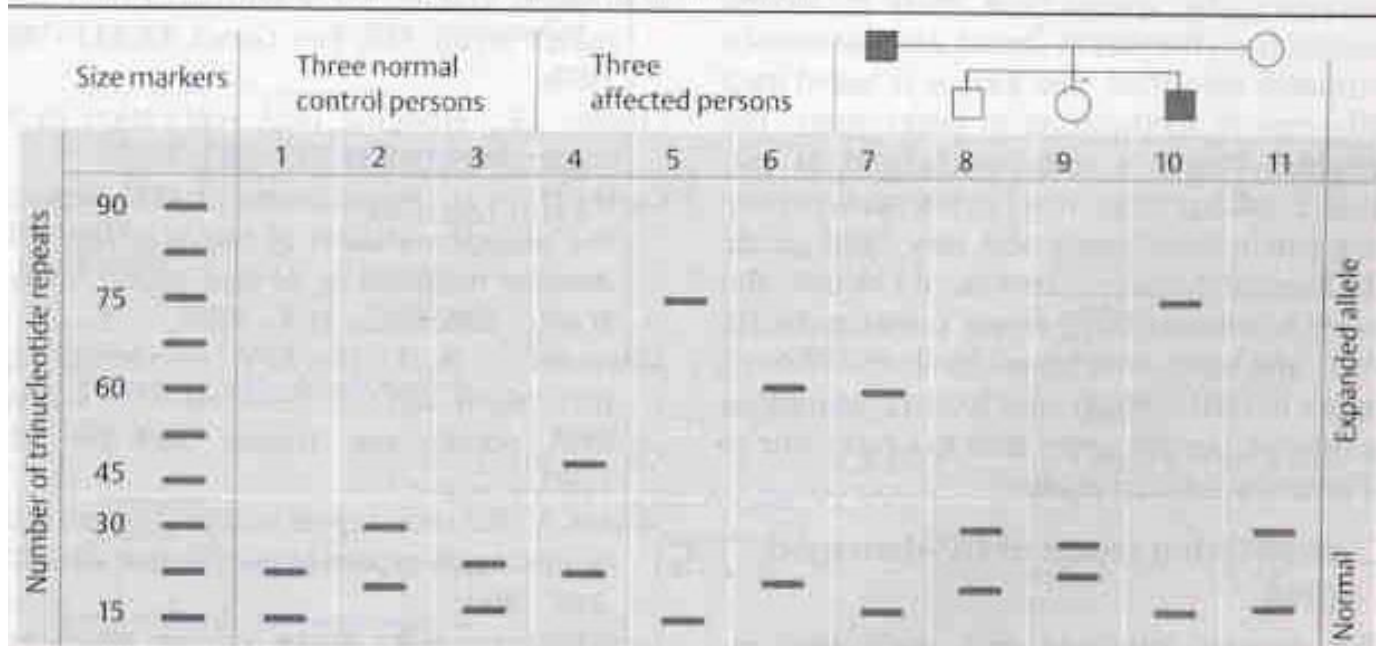 Size markers
Three normal
control persons
Three
affected persons
1 2 3 4 5 6 7 8 9 10 11
Number of trinucleotide repeats
90
75
60
45
30
15
Expanded allele
Normal